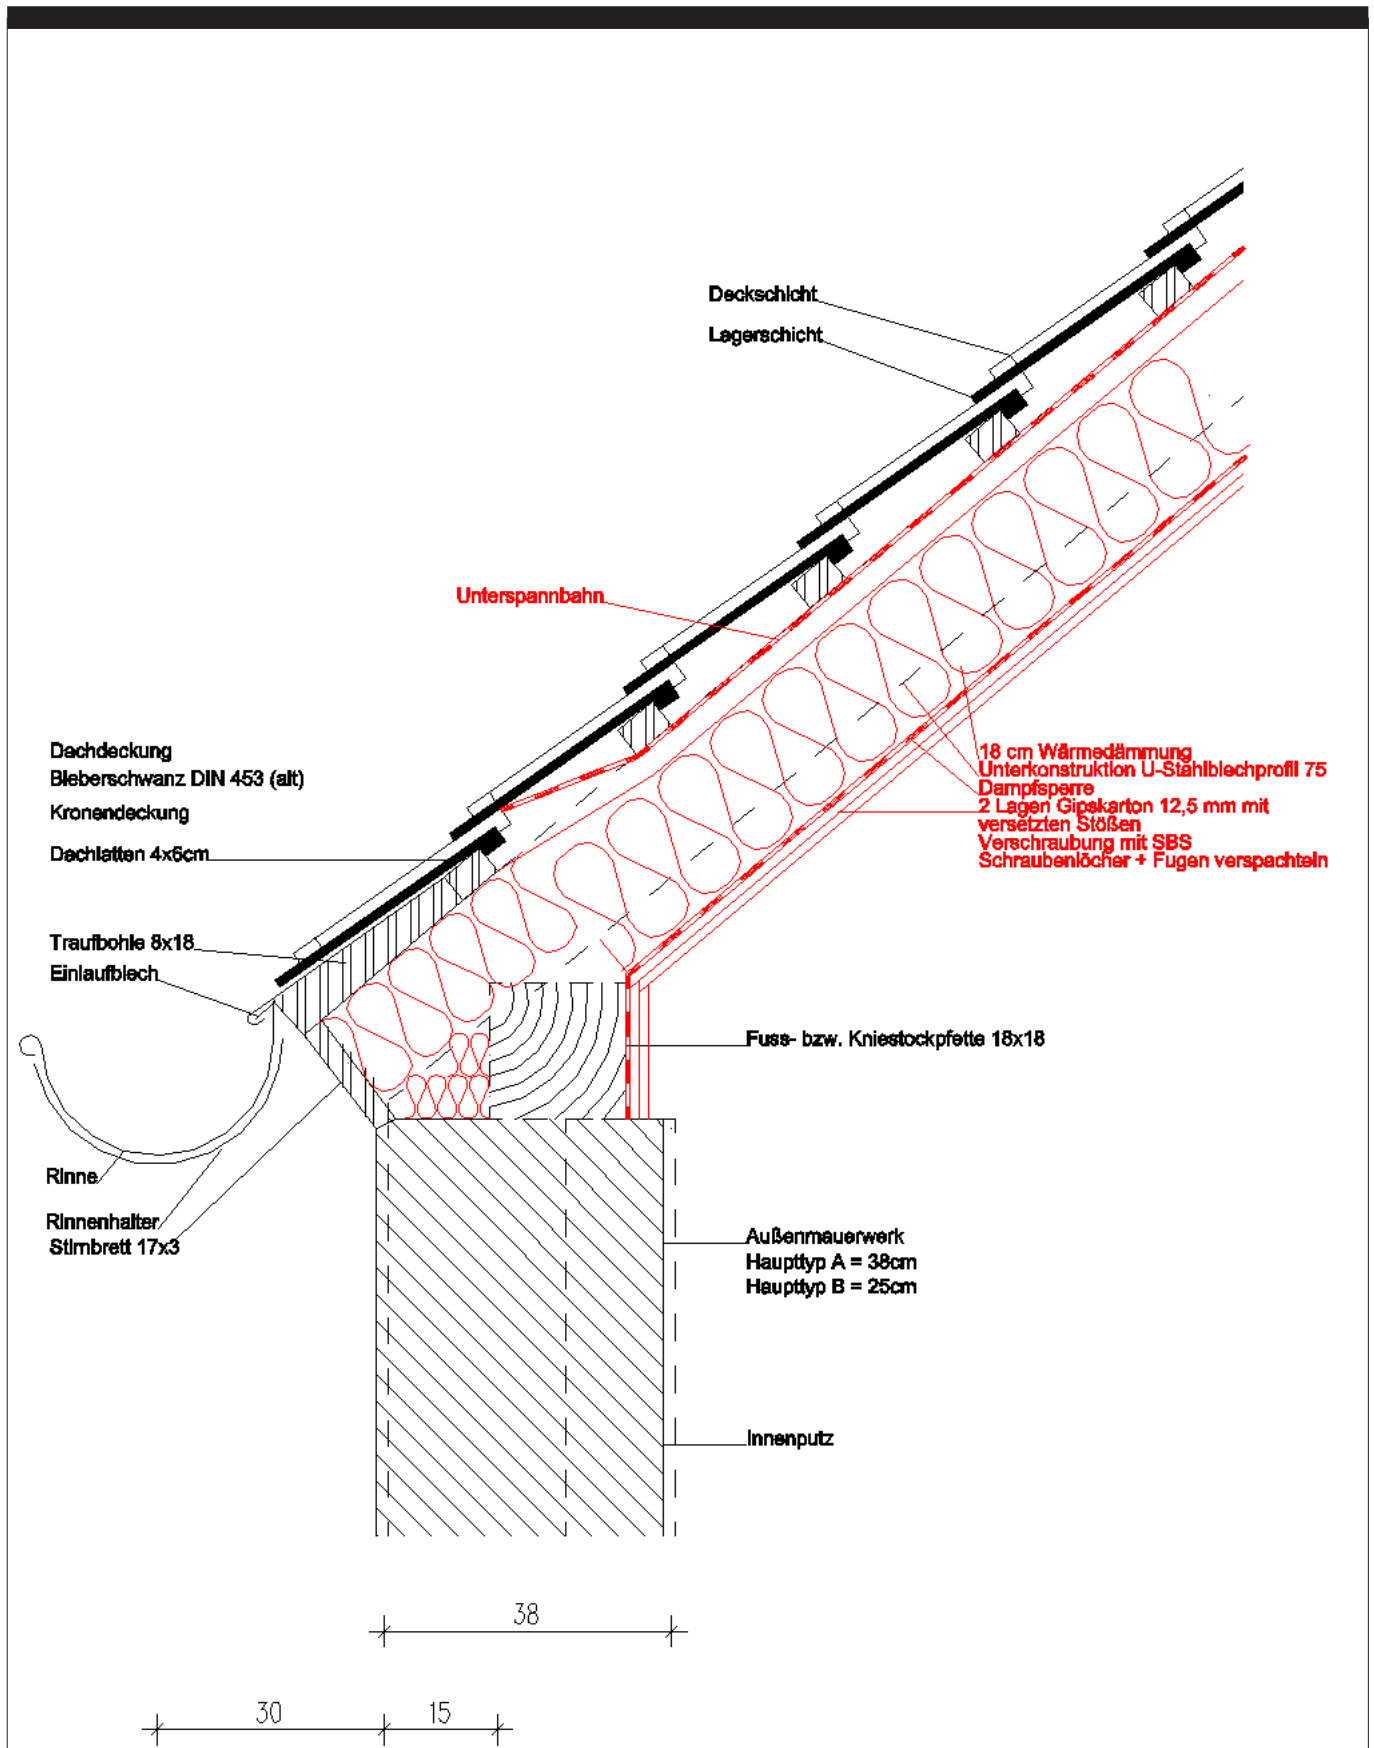 Deckschicht
Lagerschicht
Unterspannbahn
Dachdeckung
Bieberschwanz DIN 453 (alt)
Kronendeckung
Dachlatten 4x6cm
Traufbohle 8x18
Einlaufblech
18 cm Wärmedämmung
Unterkonstruktion U-Stahlblechprofil 75
Dampfsperre
2 Lagen Gipskarton 12,5 mm mit
versetzten Stößen
Verschraubung mit SBS
Schraubenlöcher + Fugen verspachteln
Fuss- bzw. Kniestockpfette 18x18
Rinne
Rinnenhalter
Stirnbrett 17x3
Außenmauerwerk
Haupttyp A = 38cm
Haupttyp B = 25cm
Innenputz
38
30
15